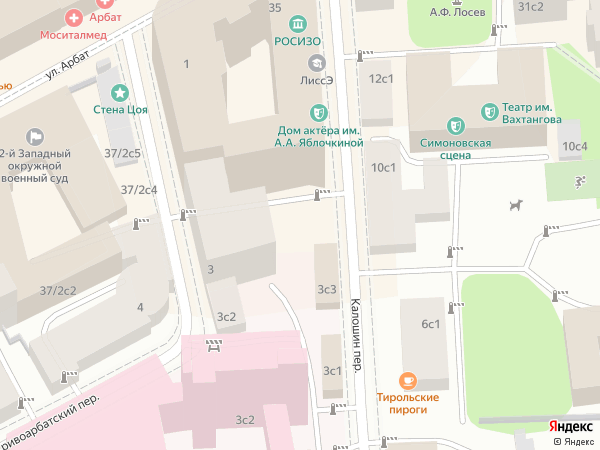 Арбат
Моситалмед
35
РОСИЗО
А.Ф. Лосев
31с2
ул. Арбат
1
ЛиссЭ
12с1
Стена Цоя
Дом актёра им.
А.А. Яблочкиной
Театр им.
Вахтангова
Симоновская
сцена
2-й Западный
окружной
военный суд
37/2с5
37/2с4
10с1
10с4
3
37/2с2
4
3с2
3с3
Калошин пер.
6с1
3с1
Тирольские
пироги
3с2
ривоарбатский пер.
© Яндекс
Яндекс